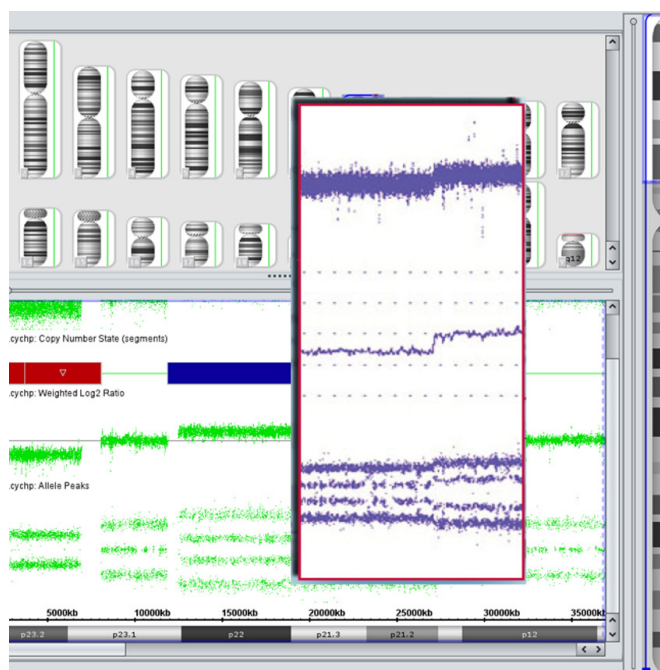 q12
.cychp: Copy Number State (segments)
.cychp: Weighted Log2 Ratio
.cychp: Allele Peaks
5000kb 10000kb 15000kb 20000kb 25000kb 30000kb 35000kb
p23.2 p23.1 p22 p21.3 p21.2 p12